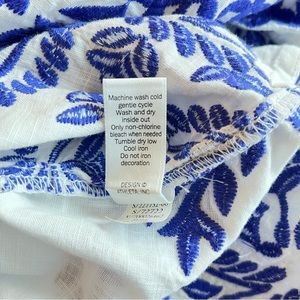 Machine wash cold
gentle cycle
Wash and dry
inside out
Only non-chlorine
bleach when needed
Tumble dry low
Cool iron
Do not iron
decoration
DESIGN ©
INC